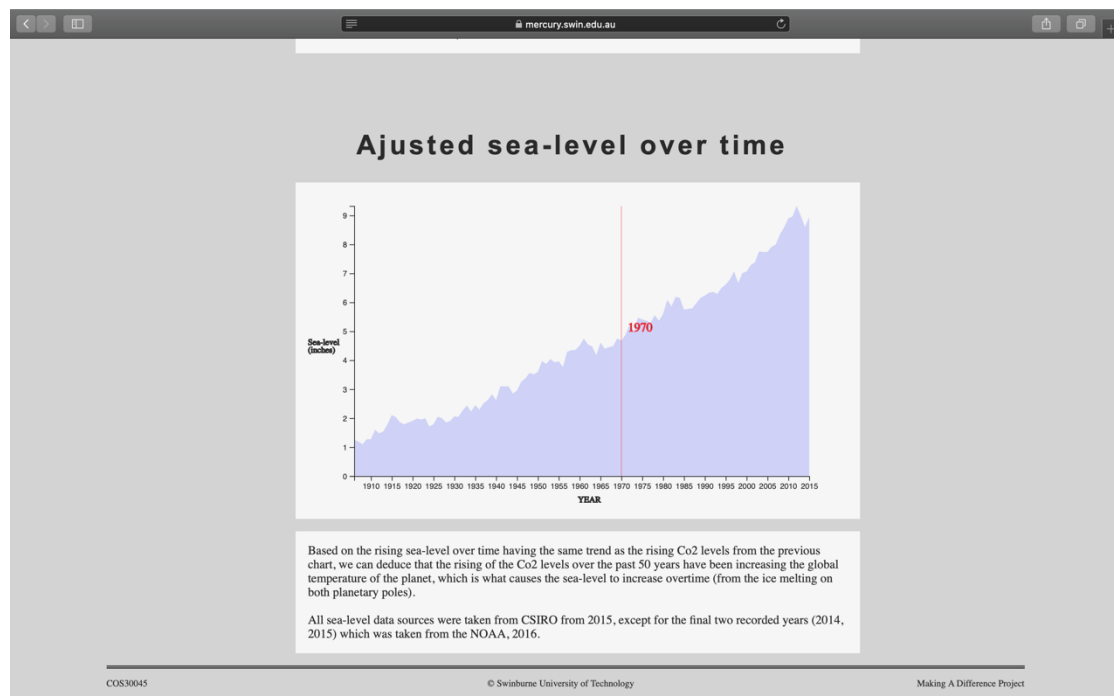 mercury.swin.edu.au
Ajusted sea-level over time
9
8
7
6
5
4
3
2
1
0
Sea-level
(inches)
1970
1910 1915 1920 1925 1930 1935 1940 1945 1950 1955 1960 1965 1970 1975 1980 1985 1990 1995 2000 2005 2010 2015
YEAR
Based on the rising sea-level over time having the same trend as the rising Co2 levels from the previous
chart, we can deduce that the rising of the Co2 levels over the past 50 years have been increasing the global
temperature of the planet, which is what causes the sea-level to increase overtime (from the ice melting on
both planetary poles).
All sea-level data sources were taken from CSIRO from 2015, except for the final two recorded years (2014,
2015) which was taken from the NOAA, 2016.
COS30045 © Swinburne University of Technology Making A Difference Project